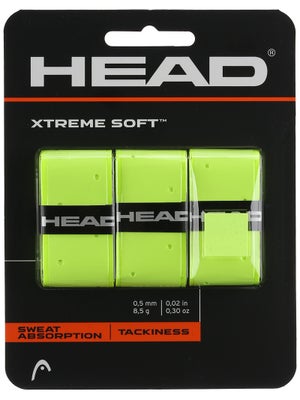 HEAD
XTREME SOFT™
HEAD HEAD
0,5 mm 0,02 in
8,5 g 0,30 oz
SWEAT
ABSORPTION TACKINESS